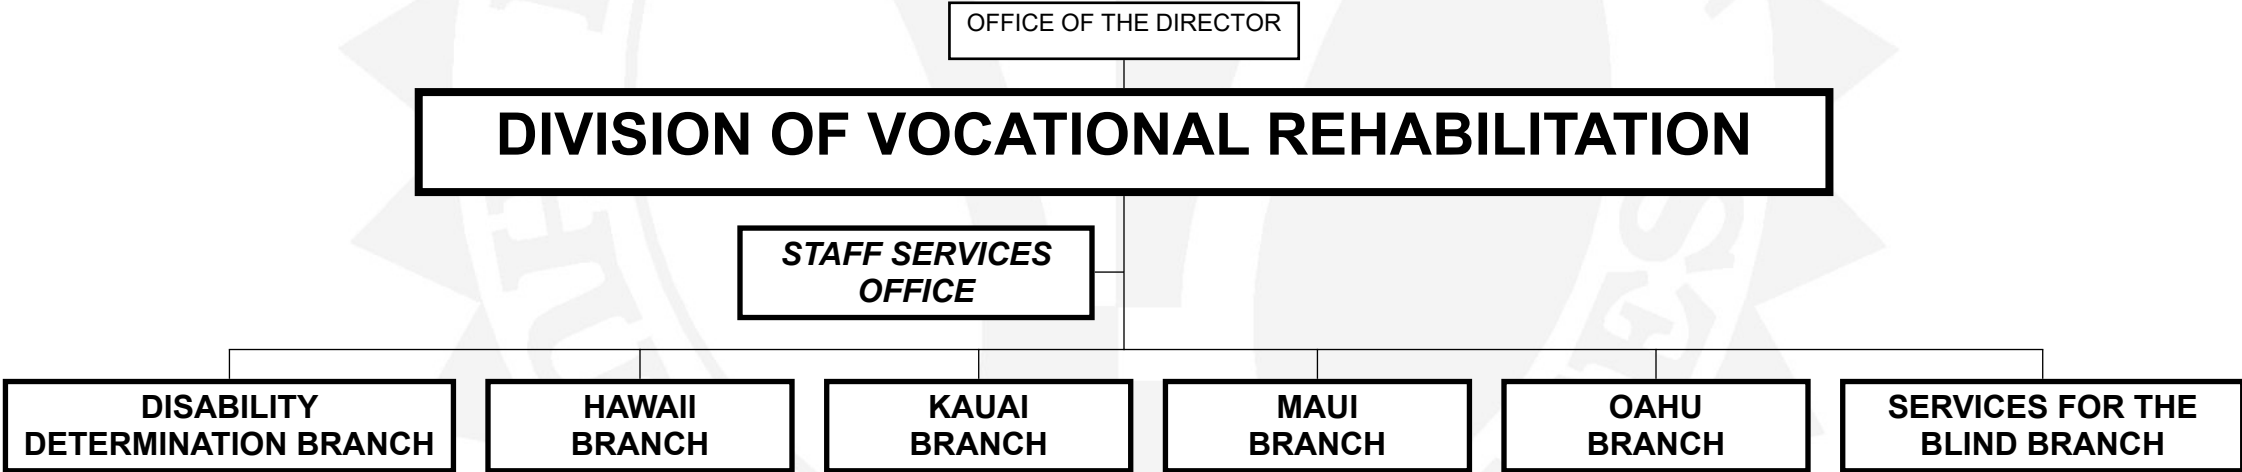 OFFICE OF THE DIRECTOR
DIVISION OF VOCATIONAL REHABILITATION
STAFF SERVICES
OFFICE
DISABILITY
DETERMINATION BRANCH
HAWAII
BRANCH
KAUAI
BRANCH
MAUI
BRANCH
OAHU
BRANCH
SERVICES FOR THE
BLIND BRANCH